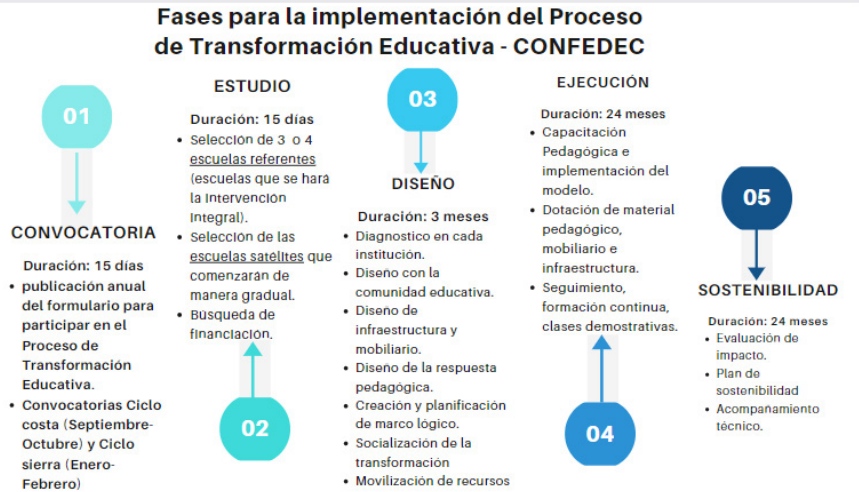 Fases para la implementación del Proceso
de Transformación Educativa - CONFEDEC
01
CONVOCATORIA
Duración: 15 días
• publicación anual
del formulario para
participar en el
Proceso de
Transformación
Educativa.
• Convocatorias Ciclo
costa (Septiembre-
Octubre) y Ciclo
sierra (Enero-
Febrero)
ESTUDIO
Duración: 15 días
• Selección de 3 o 4
escuelas referentes
(escuelas que se hará
la intervención
integral).
• Selección de las
escuelas satélites que
comenzarán de
manera gradual.
• Búsqueda de
financiación.
02
03
DISEÑO
Duración: 3 meses
• Diagnostico en cada
institución.
• Diseño con la
comunidad educativa.
• Diseño de
infraestructura y
mobiliario.
• Diseño de la respuesta
pedagógica.
• Creación y planificación
de marco lógico.
• Socialización de la
transformación
• Movilización de recursos
EJECUCIÓN
Duración: 24 meses
• Capacitación
Pedagógica e
implementación del
modelo.
• Dotación de material
pedagógico,
mobiliario e
infraestructura.
• Seguimiento,
formación continua,
clases demostrativas.
04
05
SOSTENIBILIDAD
Duración: 24 meses
• Evaluación de
impacto.
• Plan de
sostenibilidad
• Acompañamiento
técnico.